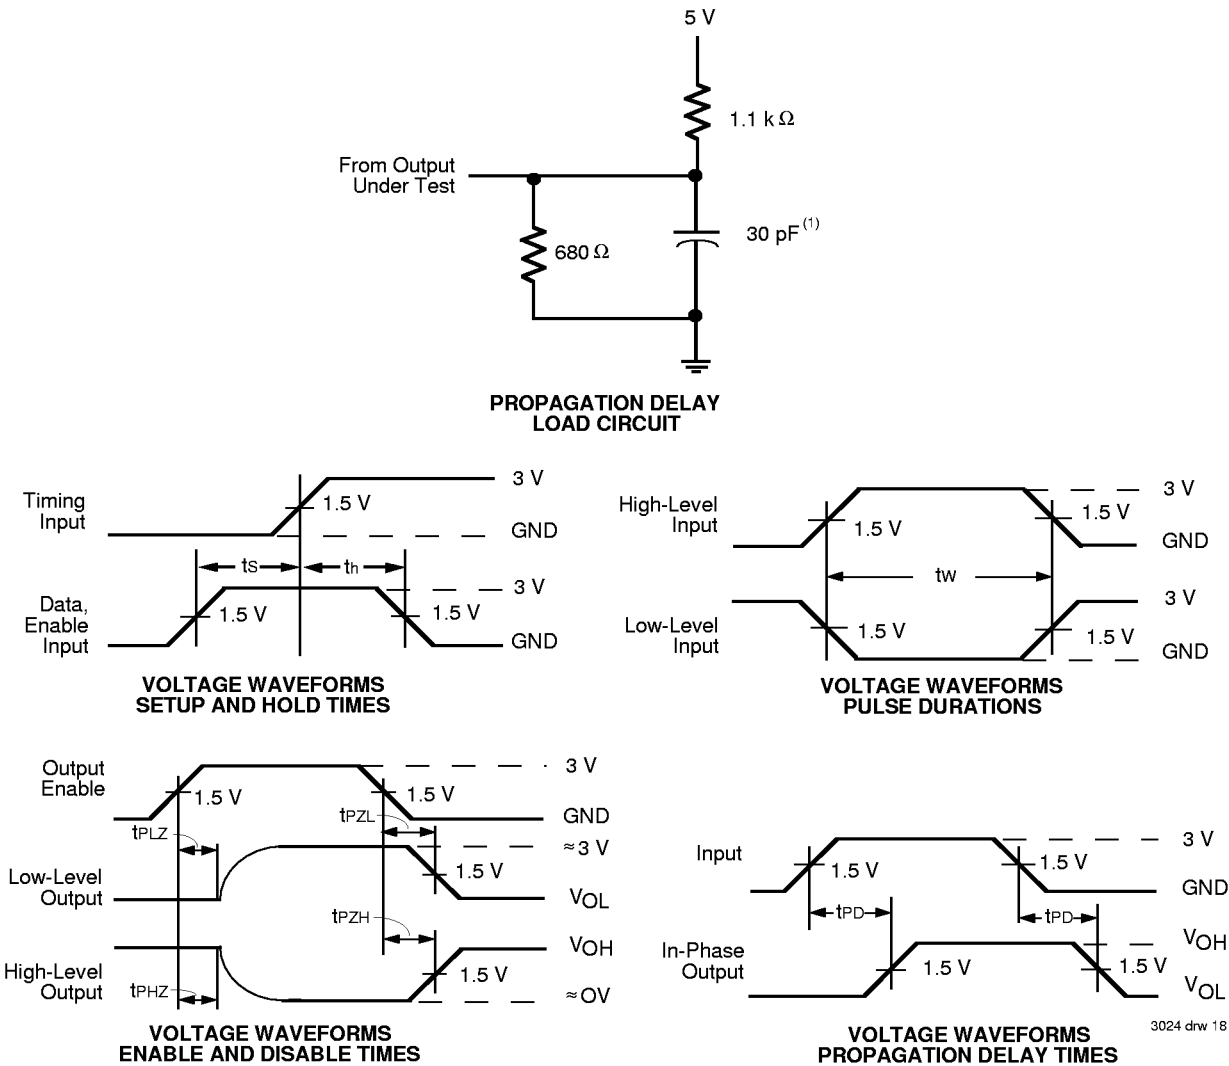 5 V
1.1 k Ω
From Output
Under Test
30 pF (1)
680 Ω
PROPAGATION DELAY
LOAD CIRCUIT
Timing
Input
3 V
1.5 V
GND
tS
th
Data,
Enable
Input
3 V
1.5 V
1.5 V
GND
VOLTAGE WAVEFORMS
SETUP AND HOLD TIMES
High-Level
Input
3 V
1.5 V
1.5 V
GND
tW
Low-Level
Input
3 V
1.5 V
1.5 V
GND
VOLTAGE WAVEFORMS
PULSE DURATIONS
Output
Enable
3 V
1.5 V
1.5 V
GND
tPLZ
tPZL
Low-Level
Output
≈3 V
1.5 V
VOL
tPZH
High-Level
Output
VOH
1.5 V
tPHZ
≈OV
VOLTAGE WAVEFORMS
ENABLE AND DISABLE TIMES
Input
3 V
1.5 V
1.5 V
GND
tPD
tPD
In-Phase
Output
VOH
1.5 V
1.5 V
VOL
3024 drw 18
VOLTAGE WAVEFORMS
PROPAGATION DELAY TIMES